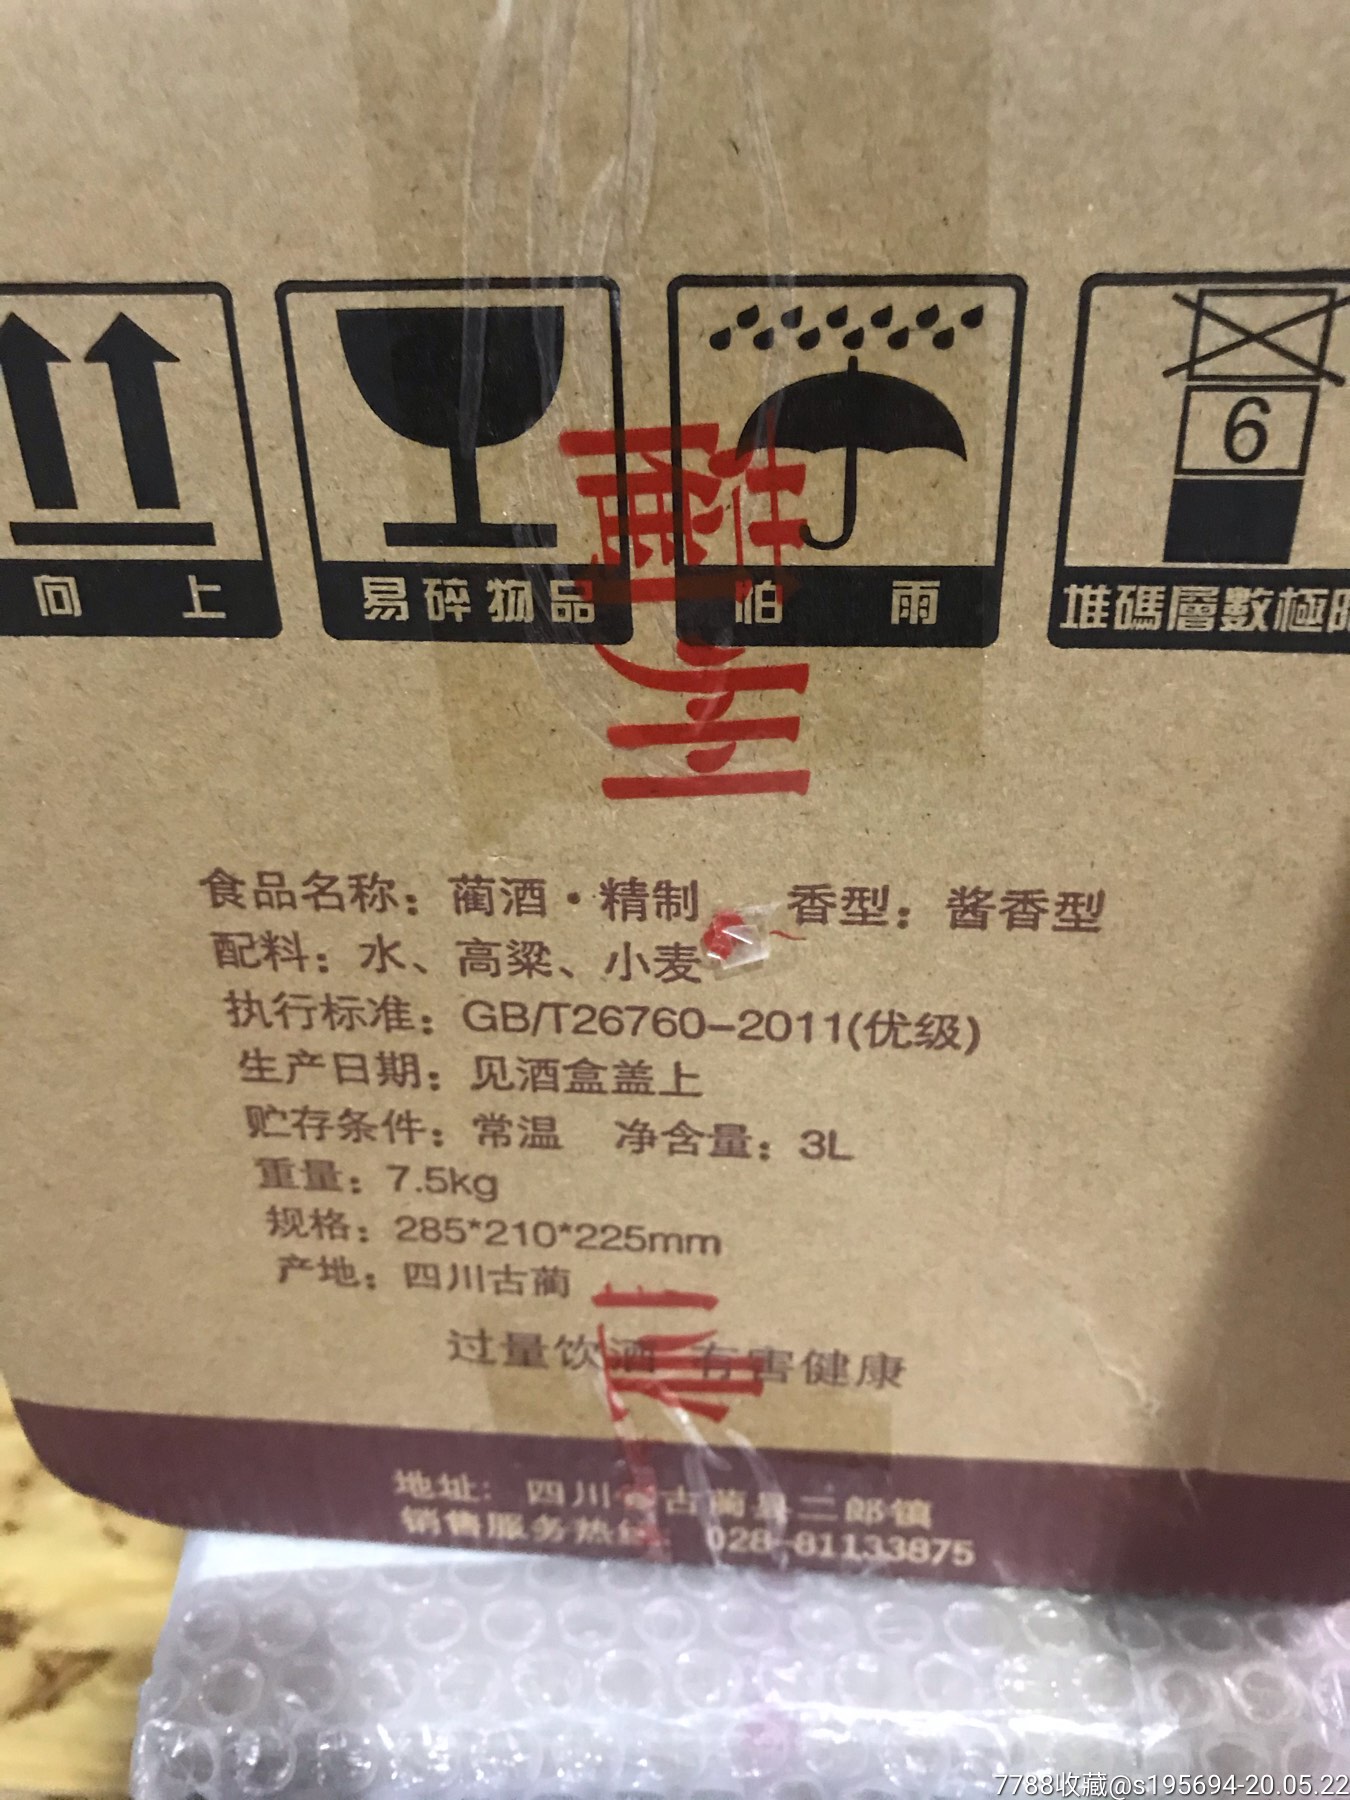 向 上
易碎物品
怕 雨
6
堆碼層數極限
食品名称：蔺酒·精制 香型：酱香型
配料：水、高粱、小麦
执行标准：GB/T26760-2011(优级)
生产日期：见酒盒盖上
贮存条件：常温 净含量：3L
重量：7.5kg
规格：285*210*225mm
产地：四川古蔺
过量饮酒 有害健康
地址：四川 古蔺县二郎镇
销售服务热线：028-81133875
7788收藏@s195694-20.05.22